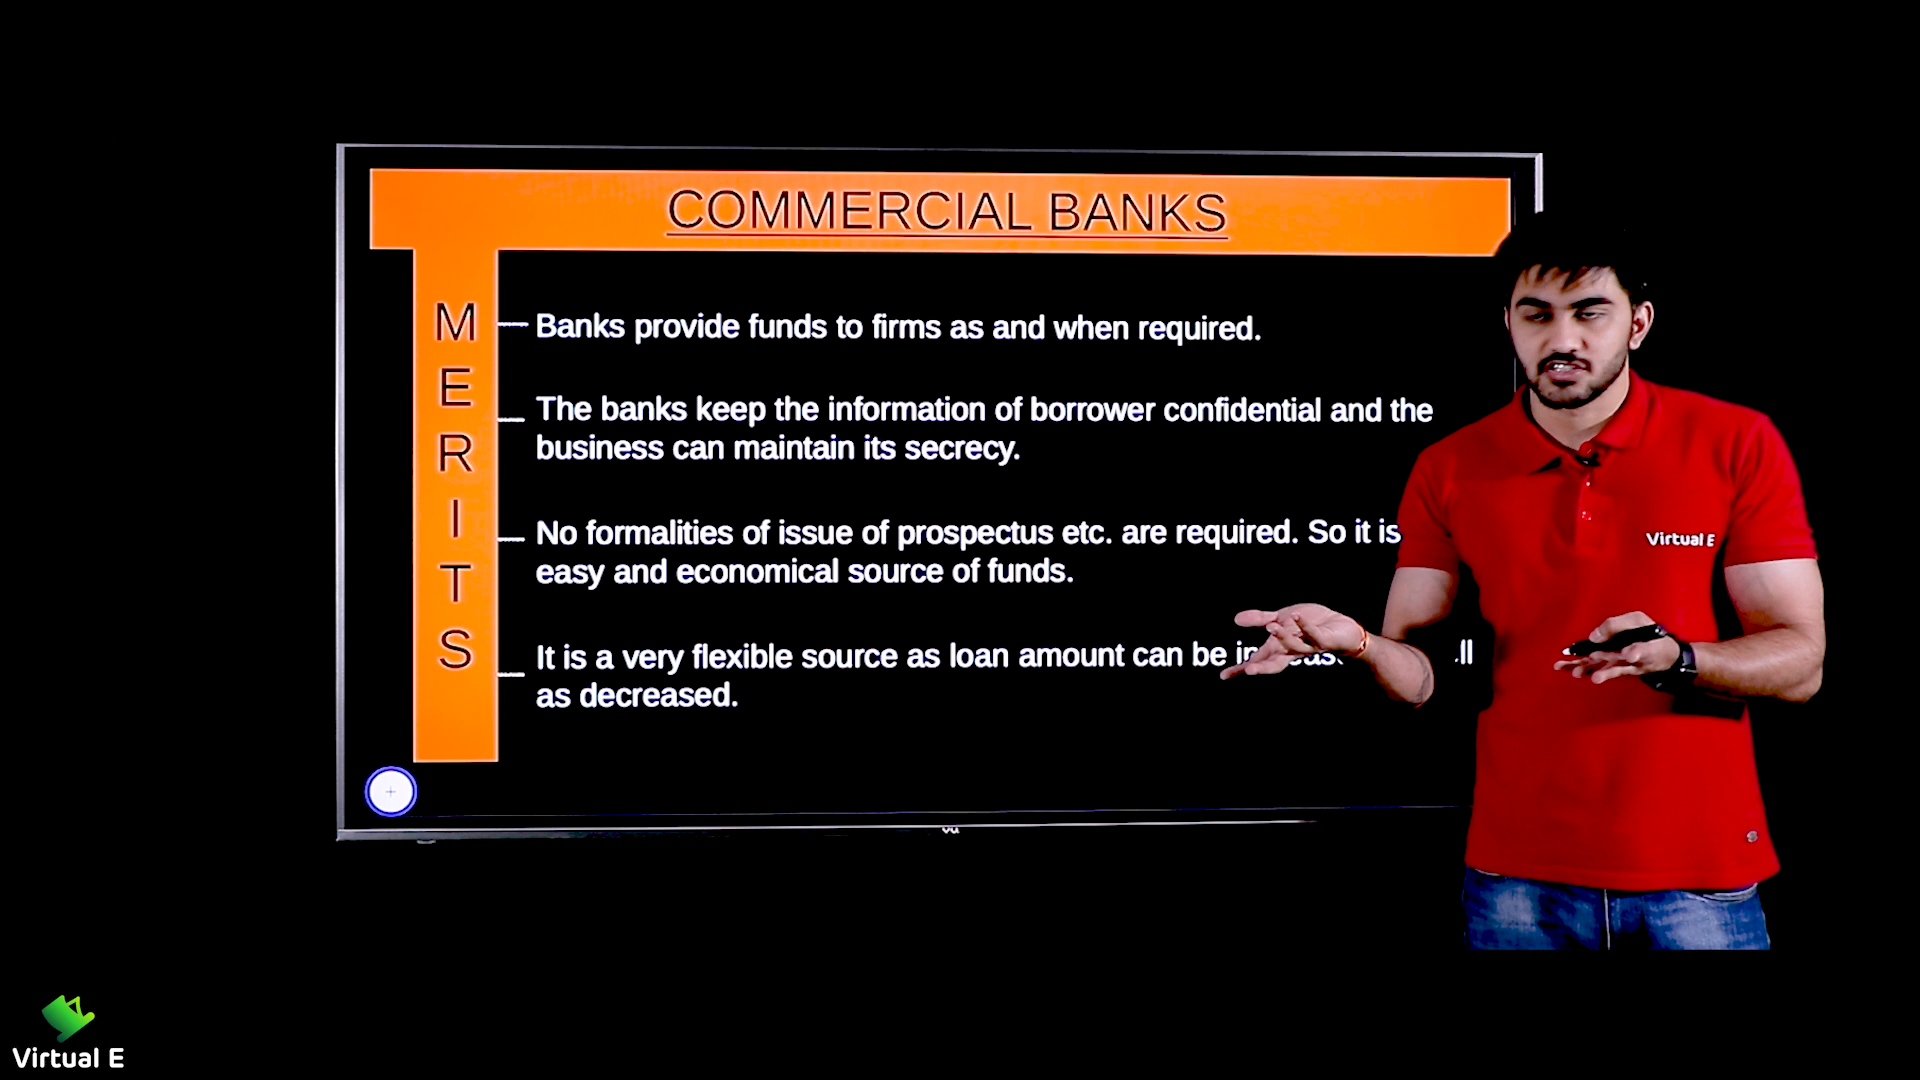 COMMERCIAL BANKS
MERITS
Banks provide funds to firms as and when required.
The banks keep the information of borrower confidential and the
business can maintain its secrecy.
No formalities of issue of prospectus etc. are required. So it is
easy and economical source of funds.
It is a very flexible source as loan amount can be
as decreased.
Virtual E
Virtual E